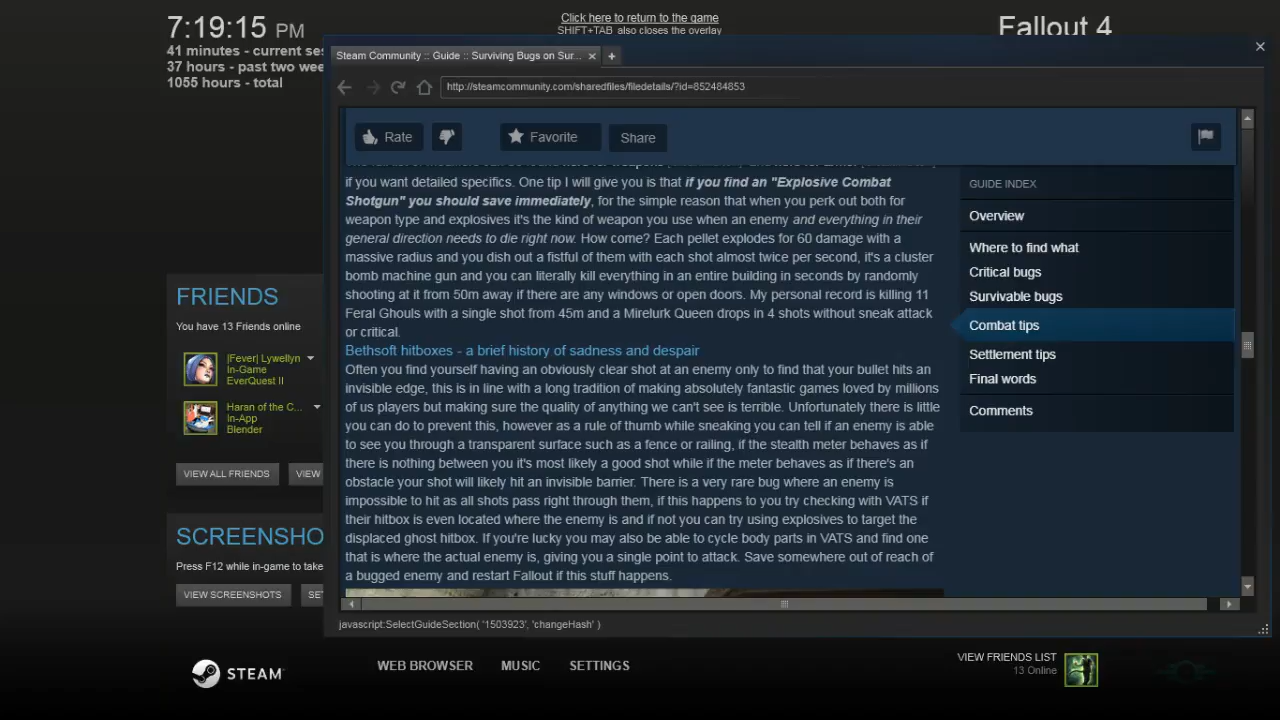 7:19:15 PM
41 minutes - current ses
37 hours - past two wee
1055 hours - total
Click here to return to the game
SHIFT+TAB also closes the overlay
Fallout 4
Steam Community :: Guide :: Surviving Bugs on Sur...
http://steamcommunity.com/sharedfiles/filedetails/?id=852484853
Rate
Favorite
Share
if you want detailed specifics. One tip I will give you is that if you find an "Explosive Combat
Shotgun" you should save immediately, for the simple reason that when you perk out both for
weapon type and explosives it's the kind of weapon you use when an enemy and everything in their
general direction needs to die right now. How come? Each pellet explodes for 60 damage with a
massive radius and you dish out a fistful of them with each shot almost twice per second, it's a cluster
bomb machine gun and you can literally kill everything in an entire building in seconds by randomly
shooting at it from 50m away if there are any windows or open doors. My personal record is killing 11
Feral Ghouls with a single shot from 45m and a Mirelurk Queen drops in 4 shots without sneak attack
or critical.
Bethsoft hitboxes - a brief history of sadness and despair
Often you find yourself having an obviously clear shot at an enemy only to find that your bullet hits an
invisible edge, this is in line with a long tradition of making absolutely fantastic games loved by millions
of us players but making sure the quality of anything we can't see is terrible. Unfortunately there is little
you can do to prevent this, however as a rule of thumb while sneaking you can tell if an enemy is able
to see you through a transparent surface such as a fence or railing, if the stealth meter behaves as if
there is nothing between you it's most likely a good shot while if the meter behaves as if there's an
obstacle your shot will likely hit an invisible barrier. There is a very rare bug where an enemy is
impossible to hit as all shots pass right through them, if this happens to you try checking with VATS if
their hitbox is even located where the enemy is and if not you can try using explosives to target the
displaced ghost hitbox. If you're lucky you may also be able to cycle body parts in VATS and find one
that is where the actual enemy is, giving you a single point to attack. Save somewhere out of reach of
a bugged enemy and restart Fallout if this stuff happens.
GUIDE INDEX
Overview
Where to find what
Critical bugs
Survivable bugs
Combat tips
Settlement tips
Final words
Comments
FRIENDS
You have 13 Friends online
|Fever| Lywellyn
In-Game
EverQuest II
Haran of the C...
In-App
Blender
VIEW ALL FRIENDS
VIEW
SCREENSHO
Press F12 while in-game to take
VIEW SCREENSHOTS
SET
javascript:SelectGuideSection( '1503923', 'changeHash' )
STEAM
WEB BROWSER
MUSIC
SETTINGS
VIEW FRIENDS LIST
13 Online